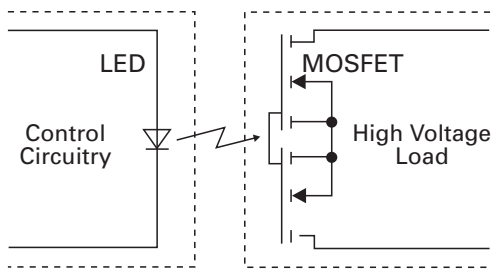 LED
MOSFET
Control
Circuitry
High Voltage
Load